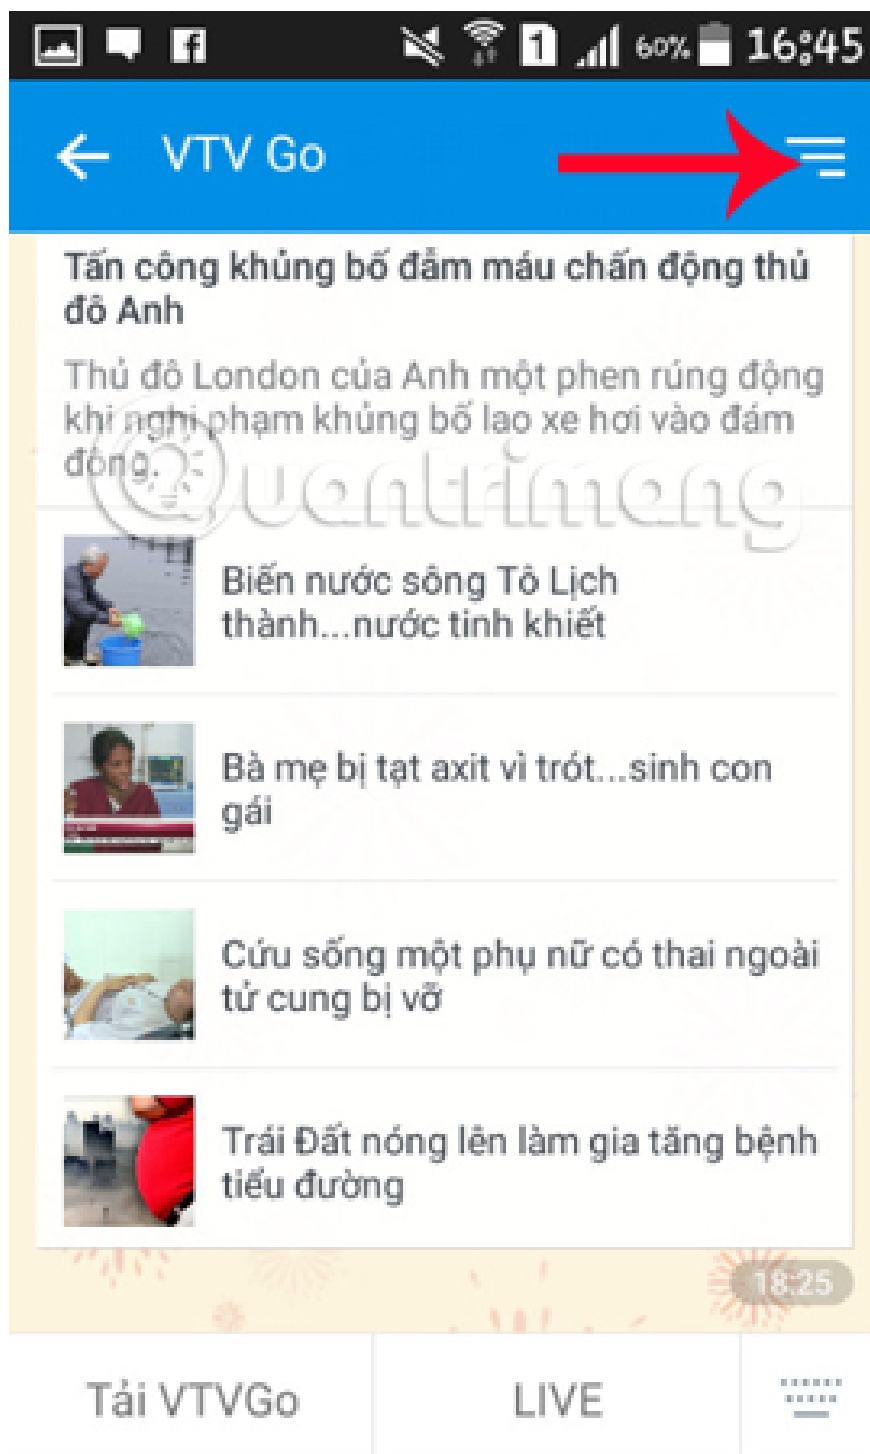 1 60% 16:45
VTV Go
Tấn công khủng bố đẫm máu chấn động thủ
đô Anh
Thủ đô London của Anh một phen rúng động
khi nghi phạm khủng bố lao xe hơi vào đám
đông.
Quantrimang
Biến nước sông Tô Lịch
thành...nước tinh khiết
Bà mẹ bị tạt axit vì trót...sinh con
gái
Cứu sống một phụ nữ có thai ngoài
tử cung bị vỡ
Trái Đất nóng lên làm gia tăng bệnh
tiểu đường
18:25
Tải VTVGo LIVE